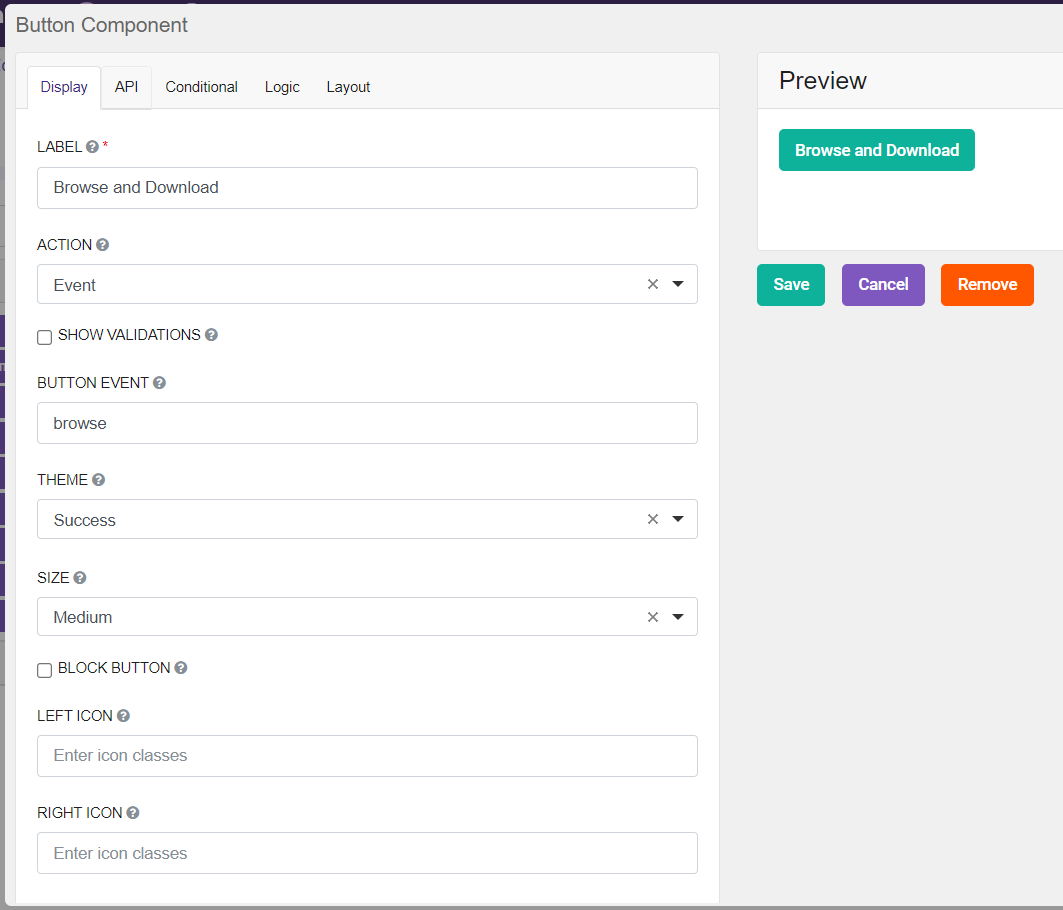 Button Component
Display API Conditional Logic Layout
LABEL *
Browse and Download
ACTION
Event
SHOW VALIDATIONS
BUTTON EVENT
browse
THEME
Success
SIZE
Medium
BLOCK BUTTON
LEFT ICON
Enter icon classes
RIGHT ICON
Enter icon classes
Preview
Browse and Download
Save Cancel Remove